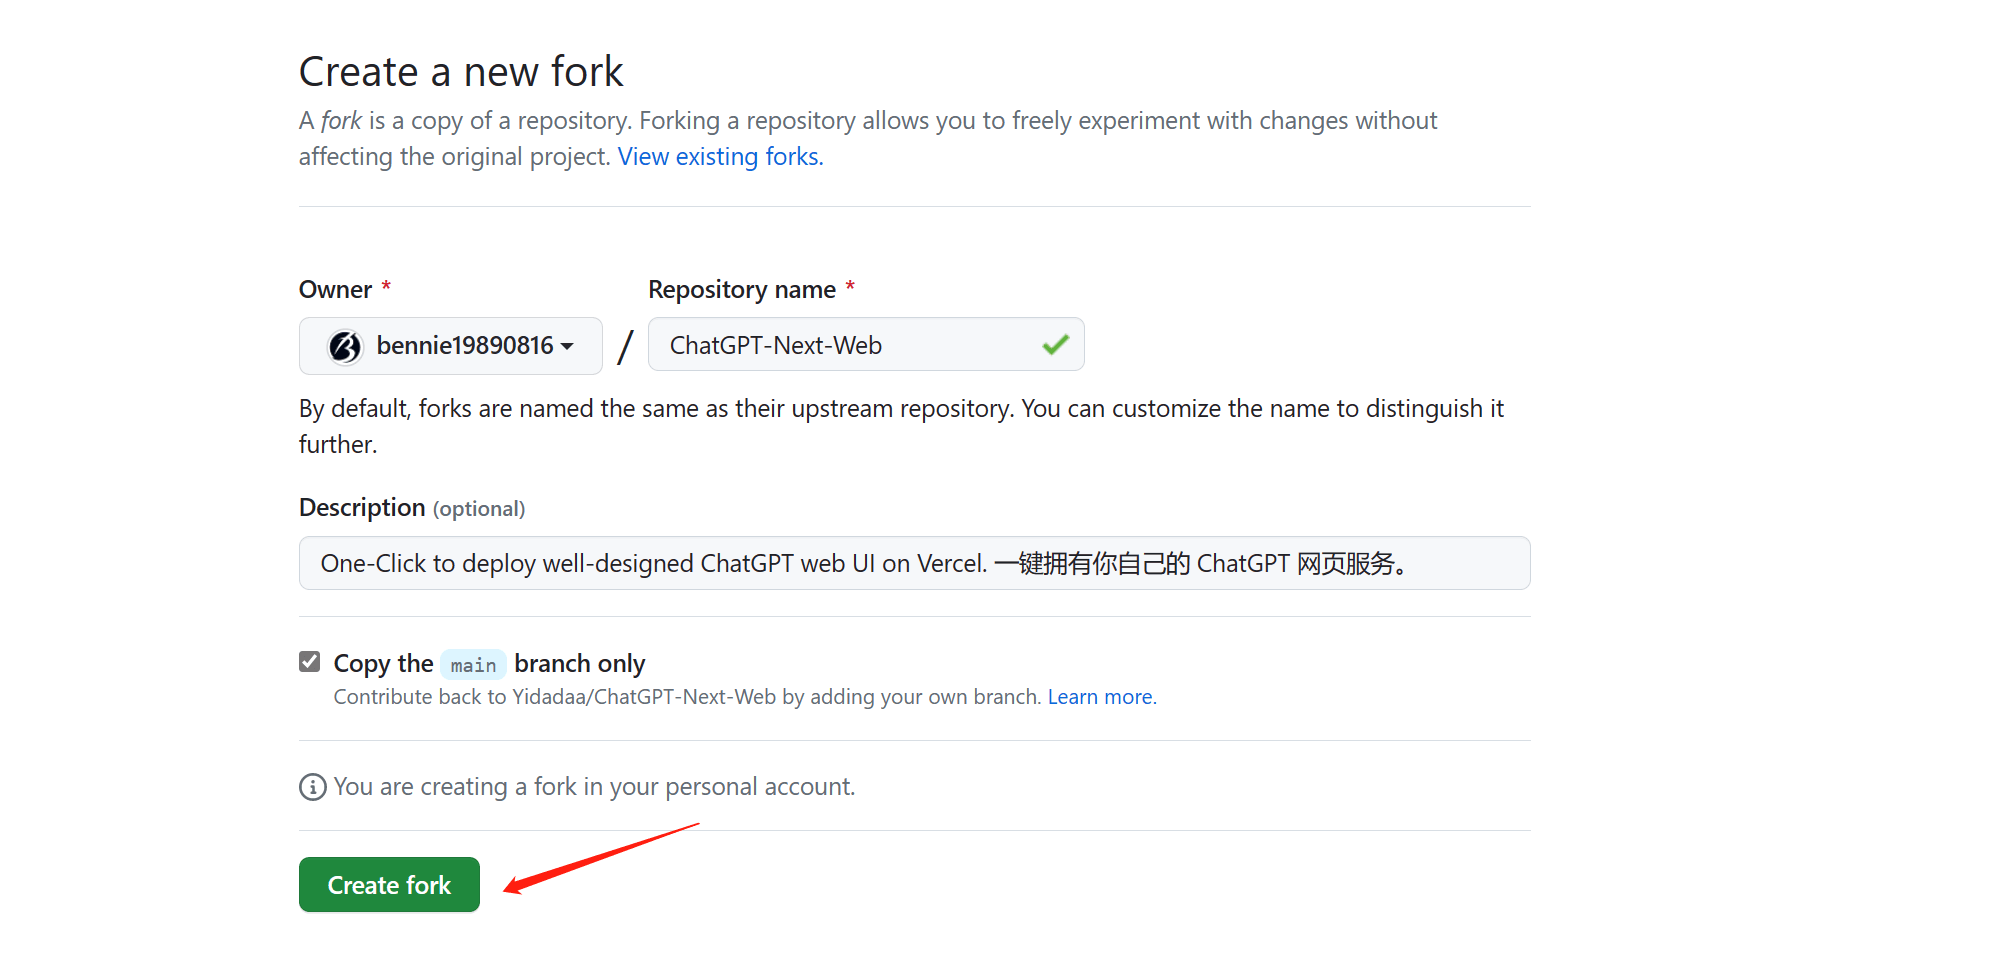 Create a new fork
A fork is a copy of a repository. Forking a repository allows you to freely experiment with changes without
affecting the original project. View existing forks.
Owner * Repository name *
bennie19890816 / ChatGPT-Next-Web
By default, forks are named the same as their upstream repository. You can customize the name to distinguish it
further.
Description (optional)
One-Click to deploy well-designed ChatGPT web UI on Vercel. 一键拥有你自己的 ChatGPT 网页服务。
Copy the main branch only
Contribute back to Yidadaa/ChatGPT-Next-Web by adding your own branch. Learn more.
You are creating a fork in your personal account.
Create fork